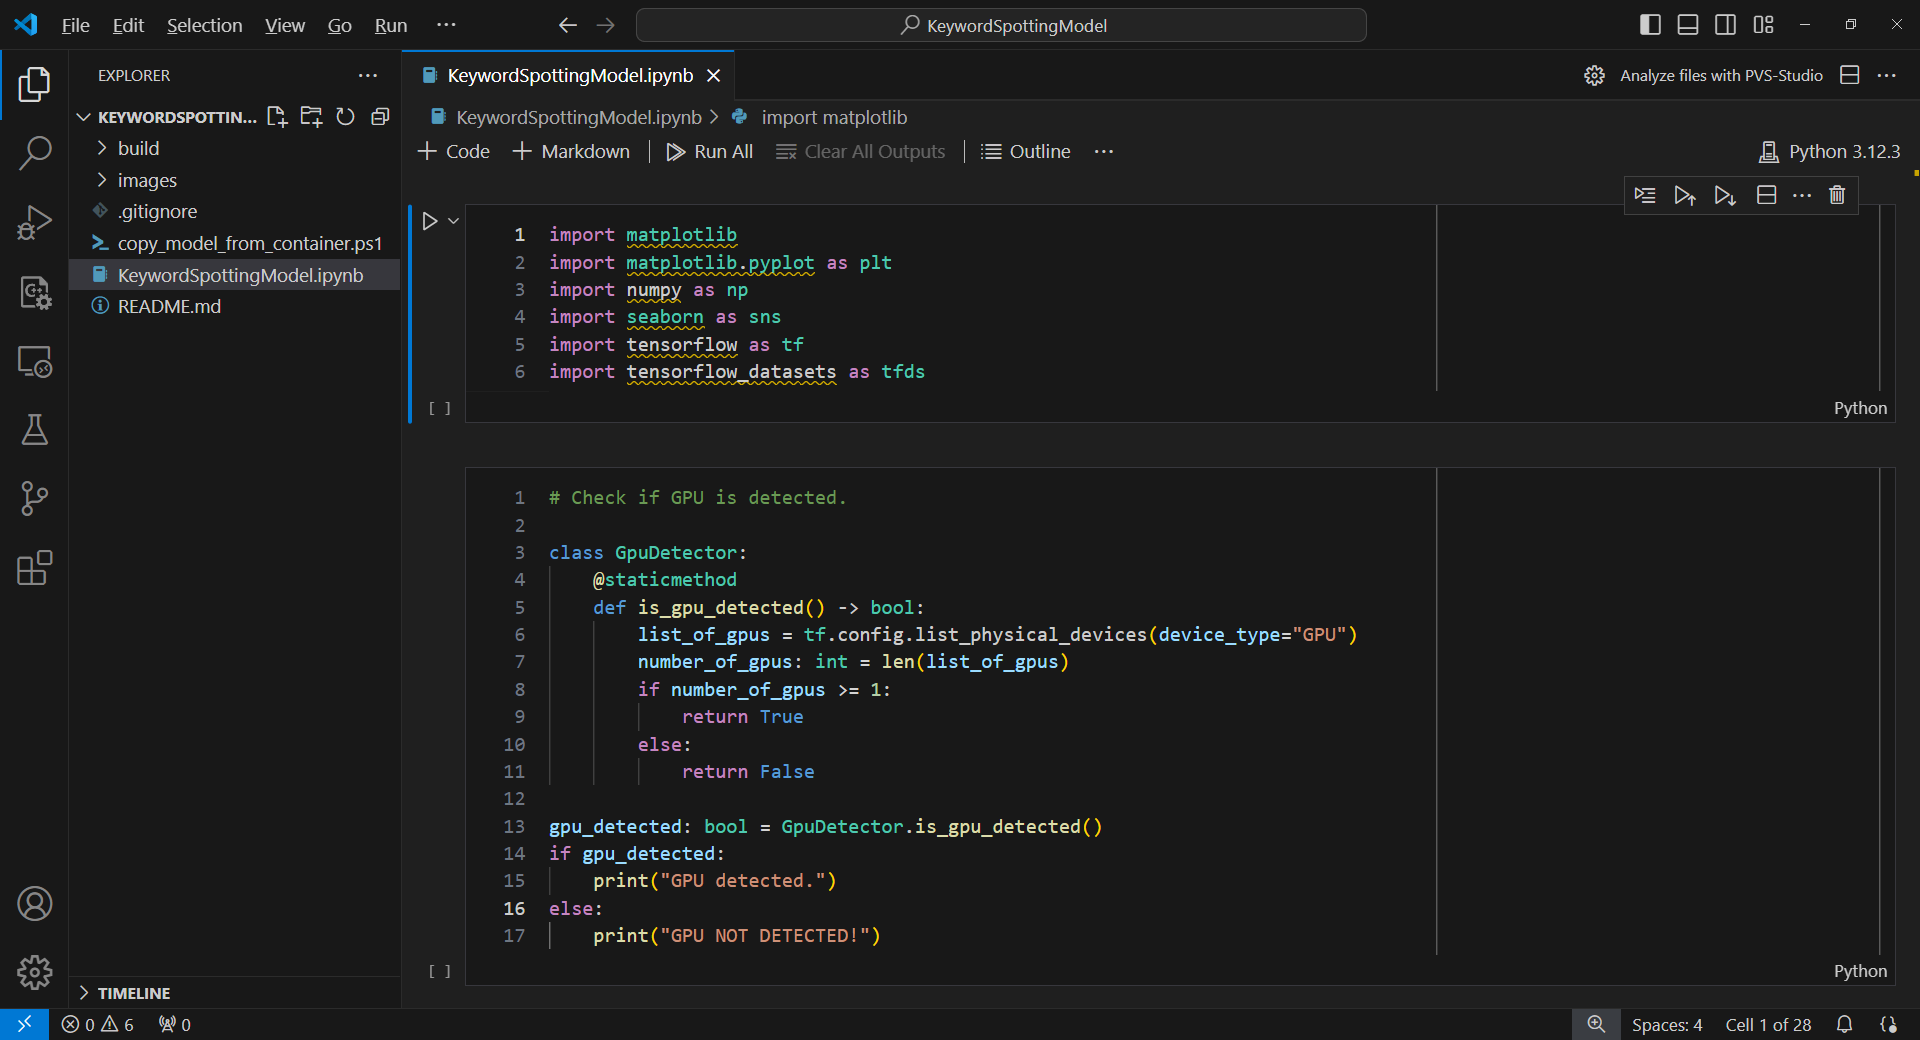 File Edit Selection View Go Run ··· KeywordSpottingModel
EXPLORER ···
KEYWORDSPOTTIN...
build
images
.gitignore
copy_model_from_container.ps1
KeywordSpottingModel.ipynb
README.md
TIMELINE
KeywordSpottingModel.ipynb
Analyze files with PVS-Studio
KeywordSpottingModel.ipynb > import matplotlib
+ Code + Markdown Run All Clear All Outputs Outline ··· Python 3.12.3
1 import matplotlib
2 import matplotlib.pyplot as plt
3 import numpy as np
4 import seaborn as sns
5 import tensorflow as tf
6 import tensorflow_datasets as tfds
[ ] Python
1 # Check if GPU is detected.
2
3 class GpuDetector:
4     @staticmethod
5     def is_gpu_detected() -> bool:
6         list_of_gpus = tf.config.list_physical_devices(device_type="GPU")
7         number_of_gpus: int = len(list_of_gpus)
8         if number_of_gpus >= 1:
9             return True
10         else:
11             return False
12
13 gpu_detected: bool = GpuDetector.is_gpu_detected()
14 if gpu_detected:
15     print("GPU detected.")
16 else:
17     print("GPU NOT DETECTED!")
[ ] Python
0 6 0 Spaces: 4 Cell 1 of 28